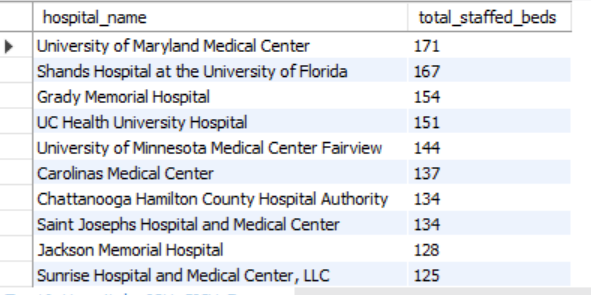 hospital_name total_staffed_beds
University of Maryland Medical Center 171
Shands Hospital at the University of Florida 167
Grady Memorial Hospital 154
UC Health University Hospital 151
University of Minnesota Medical Center Fairview 144
Carolinas Medical Center 137
Chattanooga Hamilton County Hospital Authority 134
Saint Josephs Hospital and Medical Center 134
Jackson Memorial Hospital 128
Sunrise Hospital and Medical Center, LLC 125